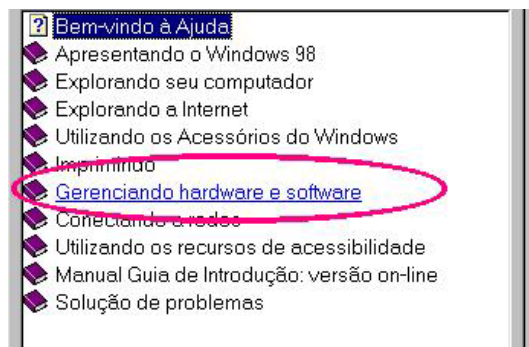 Bem-vindo à Ajuda
Apresentando o Windows 98
Explorando seu computador
Explorando a Internet
Utilizando os Acessórios do Windows
Imprimindo
Gerenciando hardware e software
Conectando a redes
Utilizando os recursos de acessibilidade
Manual Guia de Introdução: versão on-line
Solução de problemas